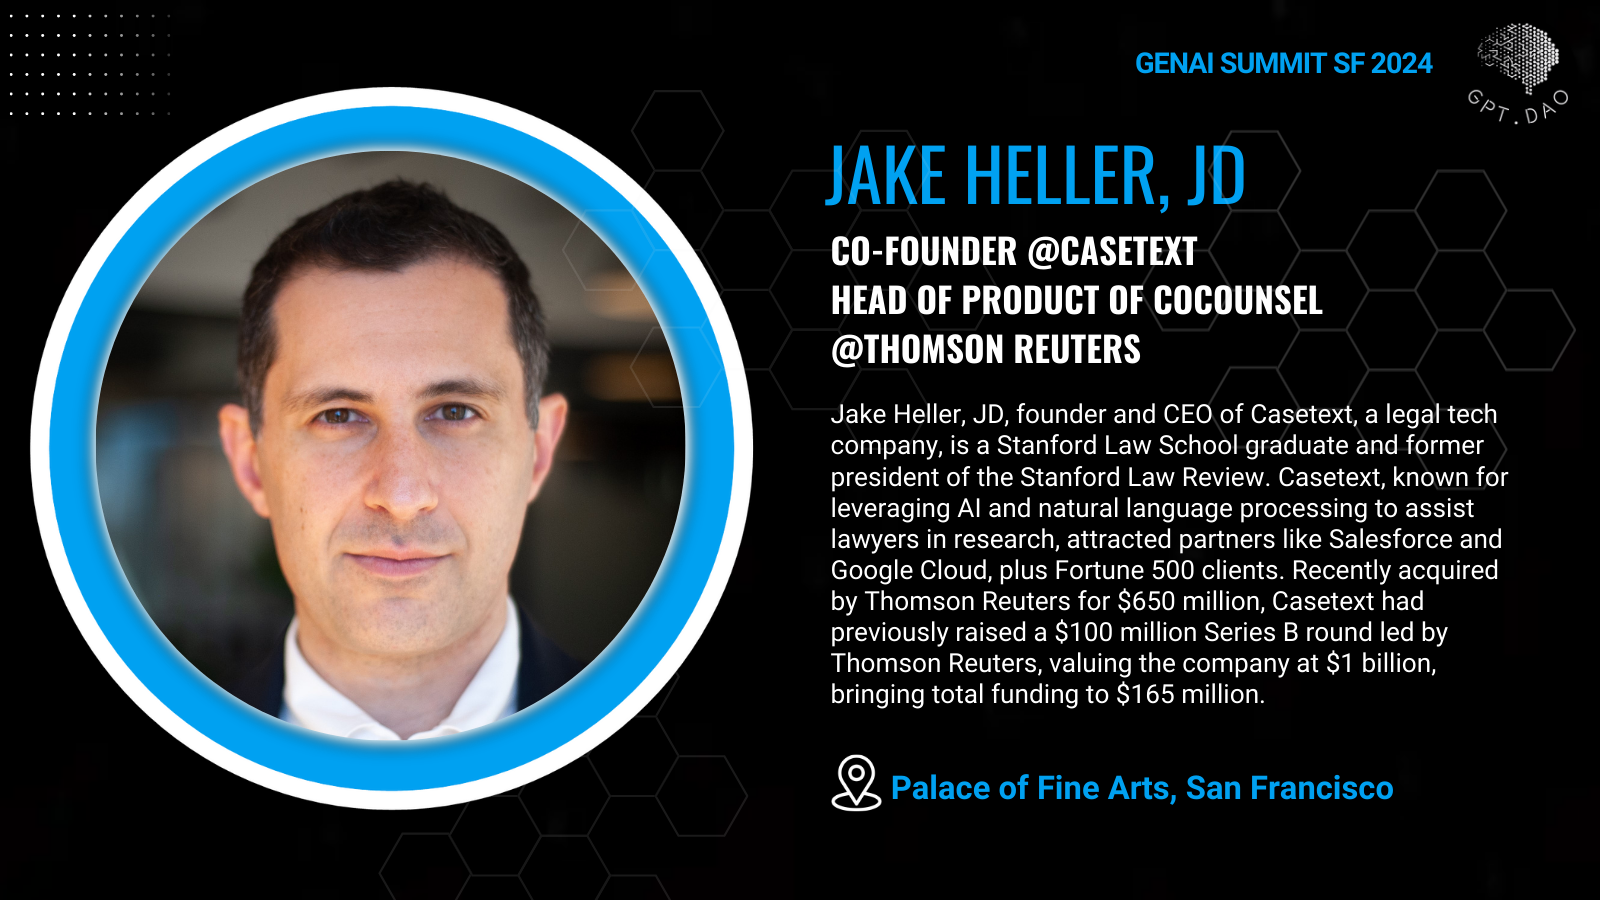 GENAI SUMMIT SF 2024
GPT.DAO
JAKE HELLER, JD
CO-FOUNDER @CASETEXT
HEAD OF PRODUCT OF COCOUNSEL
@THOMSON REUTERS
Jake Heller, JD, founder and CEO of Casetext, a legal tech
company, is a Stanford Law School graduate and former
president of the Stanford Law Review. Casetext, known for
leveraging AI and natural language processing to assist
lawyers in research, attracted partners like Salesforce and
Google Cloud, plus Fortune 500 clients. Recently acquired
by Thomson Reuters for $650 million, Casetext had
previously raised a $100 million Series B round led by
Thomson Reuters, valuing the company at $1 billion,
bringing total funding to $165 million.
Palace of Fine Arts, San Francisco